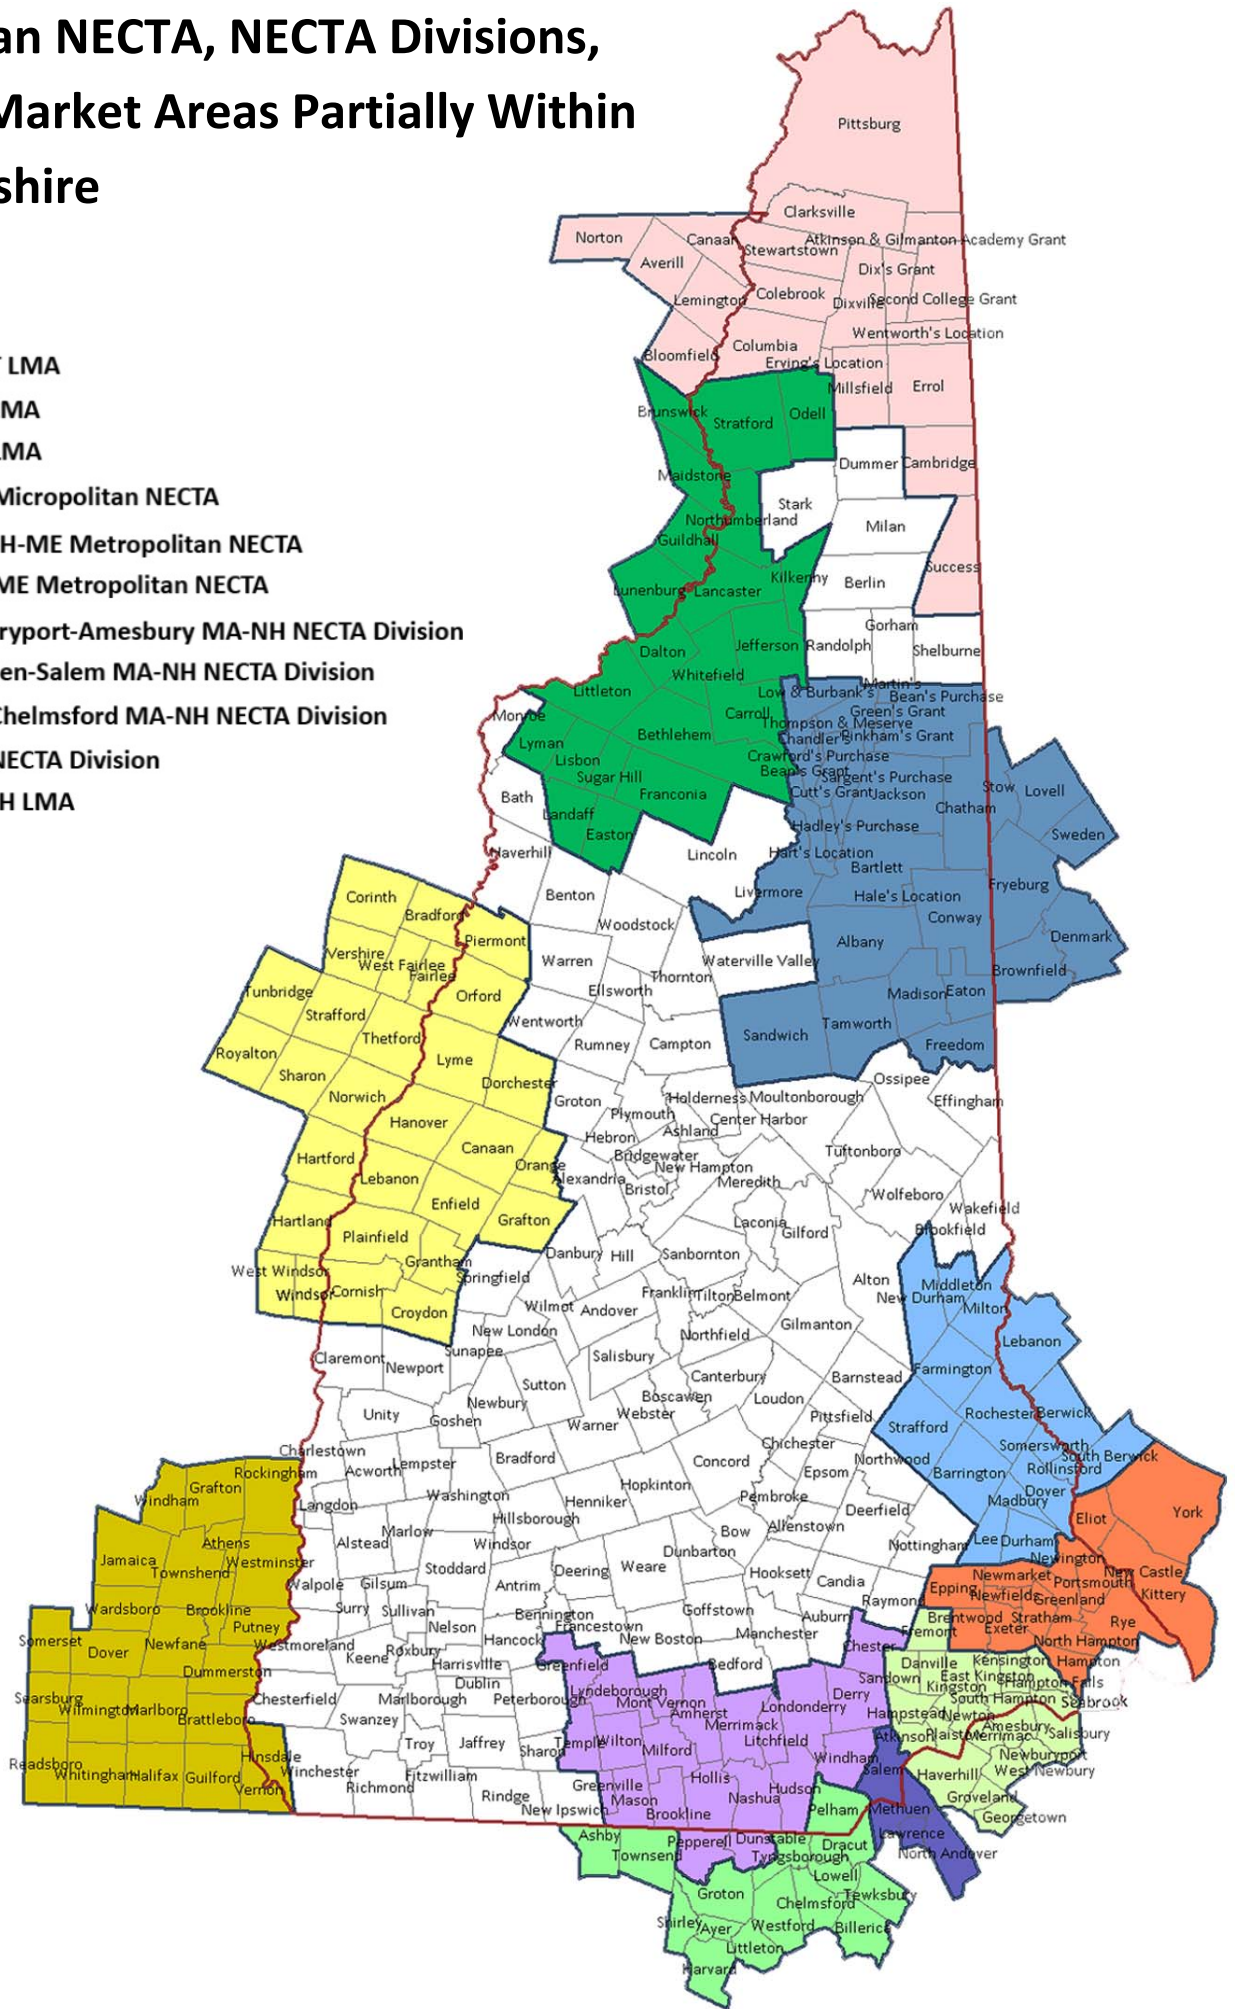 an NECTA, NECTA Divisions,
Market Areas Partially Within
shire
LMA
MA
LMA
Micropolitan NECTA
H-ME Metropolitan NECTA
ME Metropolitan NECTA
ryport-Amesbury MA-NH NECTA Division
en-Salem MA-NH NECTA Division
Chelmsford MA-NH NECTA Division
NECTA Division
H LMA
Pittsburg
Clarksville
Norton
Canaan
Stewartstown
Atkinson & Gilmanton Academy Grant
Averill
Dix's Grant
Lemington
Colebrook
Dixville
Second College Grant
Wentworth's Location
Bloomfield
Columbia
Erving's Location
Millsfield
Errol
Brunswick
Stratford
Odell
Dummer
Cambridge
Maidstone
Stark
Northumberland
Milan
Guildhall
Success
Lunenburg
Lancaster
Kilkenny
Berlin
Gorham
Dalton
Jefferson
Randolph
Shelburne
Whitefield
Littleton
Low & Burbank's
Martin's
Bean's Purchase
Monroe
Carroll
Green's Grant
Thompson & Meserve
Lyman
Bethlehem
Chandler's
Pinkham's Grant
Lisbon
Crawford's Purchase
Sugar Hill
Bean's Grant
Sargent's Purchase
Bath
Franconia
Cutt's Grant
Jackson
Stow
Lovell
Landaff
Chatham
Easton
Hadley's Purchase
Sweden
Haverhill
Lincoln
Hart's Location
Bartlett
Fryeburg
Corinth
Benton
Livermore
Hale's Location
Bradford
Woodstock
Conway
Piermont
Albany
Denmark
Vershire
West Fairlee
Fairlee
Warren
Waterville Valley
Brownfield
Tunbridge
Orford
Ellsworth
Thornton
Madison
Eaton
Strafford
Wentworth
Tamworth
Thetford
Rumney
Campton
Sandwich
Freedom
Royalton
Lyme
Sharon
Dorchester
Ossipee
Norwich
Groton
Holderness
Moultonborough
Effingham
Hanover
Plymouth
Center Harbor
Hebron
Ashland
Hartford
Canaan
Bridgewater
Tuftonboro
Orange
New Hampton
Lebanon
Alexandria
Bristol
Meredith
Wolfeboro
Enfield
Wakefield
Hartland
Grafton
Laconia
Gilford
Brookfield
Plainfield
Danbury
Hill
Sanbornton
West Windsor
Grantham
Springfield
Alton
Middleton
Windsor
Cornish
Franklin
Tilton
Belmont
New Durham
Croydon
Wilmot
Andover
Milton
New London
Northfield
Gilmanton
Lebanon
Claremont
Sunapee
Newport
Salisbury
Canterbury
Barnstead
Farmington
Sutton
Boscawen
Loudon
Unity
Newbury
Webster
Pittsfield
Rochester
Berwick
Goshen
Warner
Strafford
Charlestown
Chichester
Somersworth
Lempster
Bradford
Concord
Northwood
South Berwick
Rockingham
Acworth
Epsom
Barrington
Rollinsford
Grafton
Hopkinton
Dover
Windham
Langdon
Washington
Henniker
Pembroke
Madbury
Hillsborough
Deerfield
Eliot
York
Marlow
Bow
Allenstown
Athens
Alstead
Windsor
Dunbarton
Nottingham
Lee
Durham
Jamaica
Westminster
Stoddard
Deering
Weare
Newington
Townshend
Hooksett
Newmarket
New Castle
Walpole
Gilsum
Antrim
Candia
Epping
Portsmouth
Newfields
Greenland
Kittery
Wardsboro
Brookline
Surry
Sullivan
Raymond
Bennington
Goffstown
Auburn
Brentwood
Stratham
Rye
Putney
Nelson
Francestown
Manchester
Fremont
Exeter
Somerset
Newfane
Westmoreland
Roxbury
Hancock
New Boston
Chester
North Hampton
Dover
Keene
Harrisville
Greenfield
Bedford
Danville
Kensington
Hampton
Dummerston
Dublin
Sandown
East Kingston
Hampton Falls
Searsburg
Chesterfield
Marlborough
Peterborough
Lyndeborough
Mont Vernon
Derry
Kingston
South Hampton
Seabrook
Wilmington
Marlboro
Brattleboro
Swanzey
Amherst
Londonderry
Hampstead
Newton
Merrimack
Amesbury
Troy
Jaffrey
Sharon
Temple
Wilton
Milford
Litchfield
Atkinson
Plaistow
Merrimac
Salisbury
Hinsdale
Windham
Newburyport
Readsboro
Whitingham
Halifax
Guilford
Vernon
Winchester
Richmond
Fitzwilliam
Greenville
Hollis
Hudson
Salem
Haverhill
West Newbury
Rindge
New Ipswich
Mason
Nashua
Pelham
Methuen
Groveland
Brookline
Georgetown
Ashby
Pepperell
Dunstable
Lawrence
Townsend
Tyngsborough
Dracut
North Andover
Lowell
Groton
Chelmsford
Tewksbury
Shirley
Ayer
Westford
Billerica
Littleton
Harvard